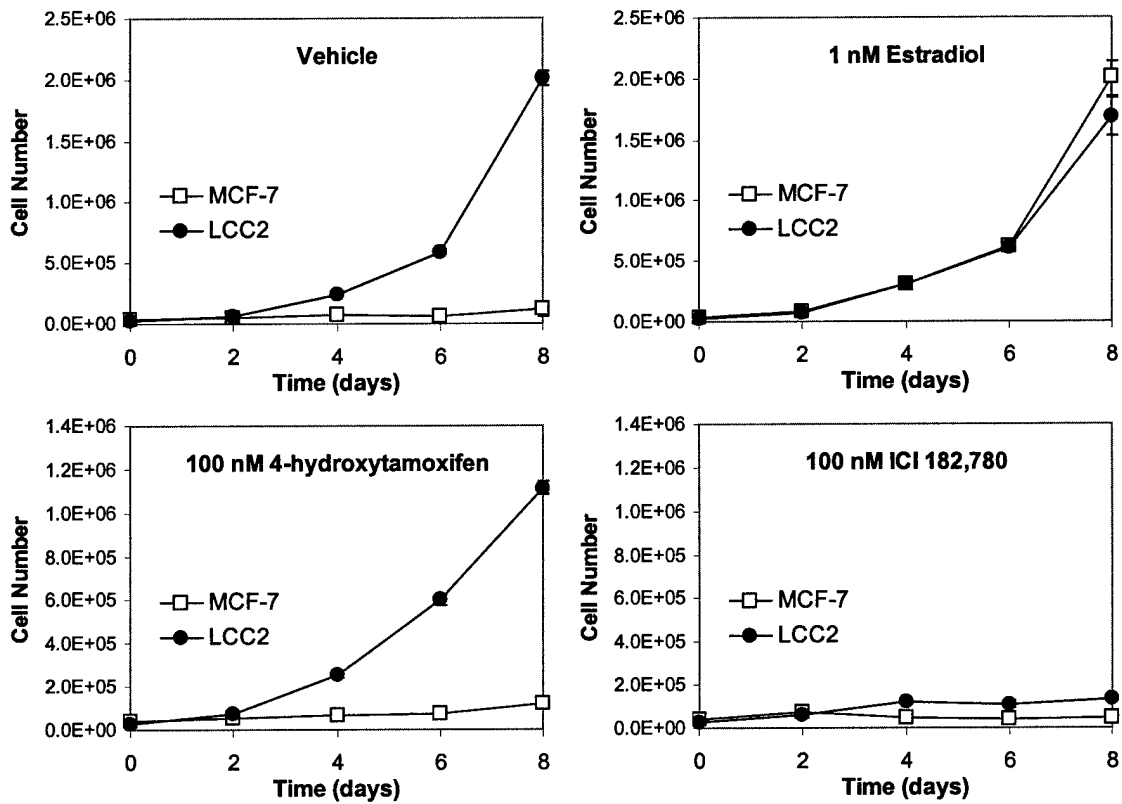 Vehicle
2.5E+06
2.0E+06
1.5E+06
1.0E+06
5.0E+05
0.0E+00
Cell Number
MCF-7
LCC2
0 2 4 6 8
Time (days)
1 nM Estradiol
2.5E+06
2.0E+06
1.5E+06
1.0E+06
5.0E+05
0.0E+00
Cell Number
MCF-7
LCC2
0 2 4 6 8
Time (days)
100 nM 4-hydroxytamoxifen
1.4E+06
1.2E+06
1.0E+06
8.0E+05
6.0E+05
4.0E+05
2.0E+05
0.0E+00
Cell Number
MCF-7
LCC2
0 2 4 6 8
Time (days)
100 nM ICI 182,780
1.4E+06
1.2E+06
1.0E+06
8.0E+05
6.0E+05
4.0E+05
2.0E+05
0.0E+00
Cell Number
MCF-7
LCC2
0 2 4 6 8
Time (days)